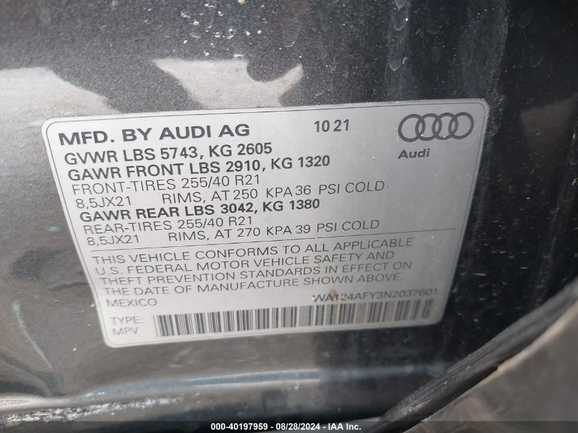 MFD. BY AUDI AG 10 21
GVWR LBS 5743, KG 2605
GAWR FRONT LBS 2910, KG 1320
FRONT-TIRES 255/40 R21
8,5JX21 RIMS, AT 250 KPA 36 PSI COLD
GAWR REAR LBS 3042, KG 1380
REAR-TIRES 255/40 R21
8,5JX21 RIMS, AT 270 KPA 39 PSI COLD
Audi
THIS VEHICLE CONFORMS TO ALL APPLICABLE
U.S. FEDERAL MOTOR VEHICLE SAFETY AND
THEFT PREVENTION STANDARDS IN EFFECT ON
THE DATE OF MANUFACTURE SHOWN ABOVE.
MEXICO WA124AFY3N2037601
TYPE:
MPV
000-40197959 | 08/28/2024 | IAA Inc.